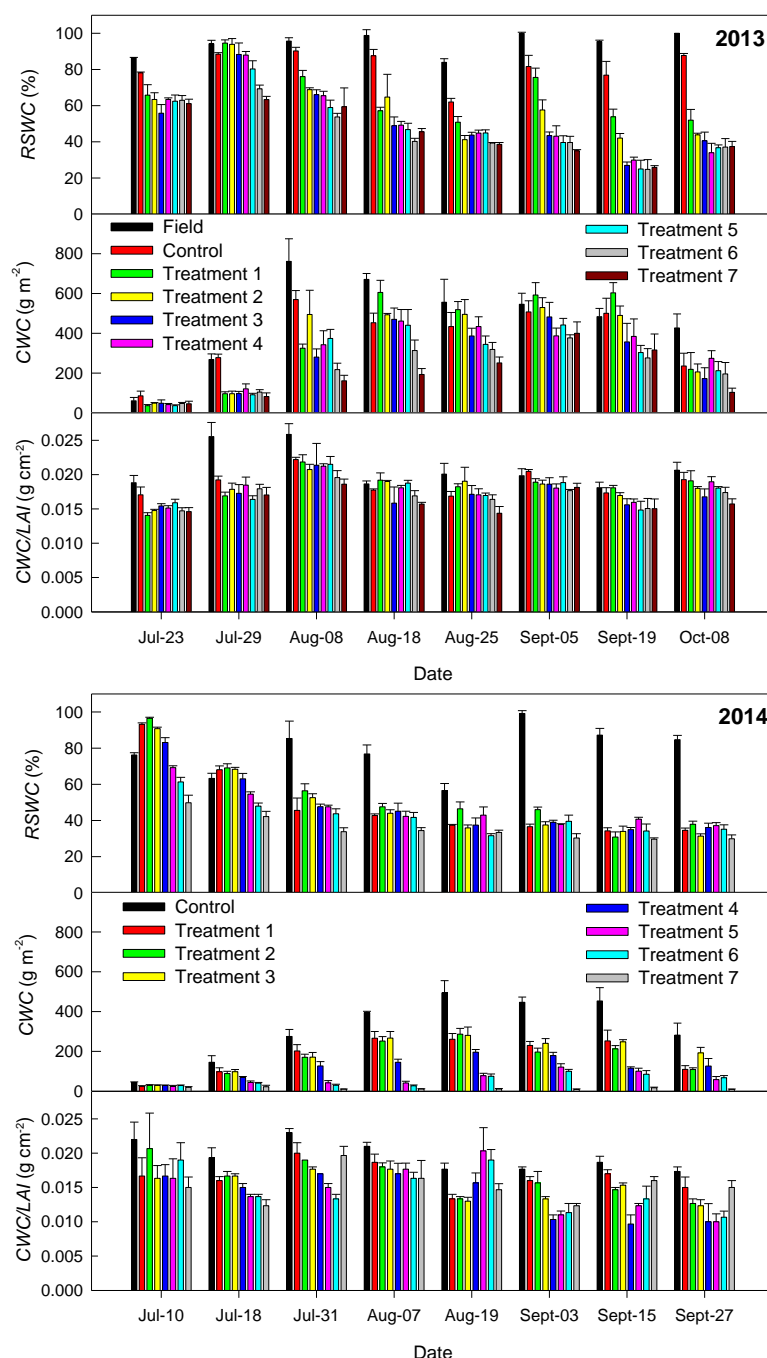 2013
RSWC (%)
100
80
60
40
20
0
Field
Control
Treatment 1
Treatment 2
Treatment 3
Treatment 4
Treatment 5
Treatment 6
Treatment 7
CWC (g m-2)
800
600
400
200
0
CWC/LAI (g cm-2)
0.025
0.020
0.015
0.010
0.005
0.000
Jul-23 Jul-29 Aug-08 Aug-18 Aug-25 Sept-05 Sept-19 Oct-08
Date
2014
RSWC (%)
100
80
60
40
20
0
Control
Treatment 1
Treatment 2
Treatment 3
Treatment 4
Treatment 5
Treatment 6
Treatment 7
CWC (g m-2)
800
600
400
200
0
CWC/LAI (g cm-2)
0.025
0.020
0.015
0.010
0.005
0.000
Jul-10 Jul-18 Jul-31 Aug-07 Aug-19 Sept-03 Sept-15 Sept-27
Date